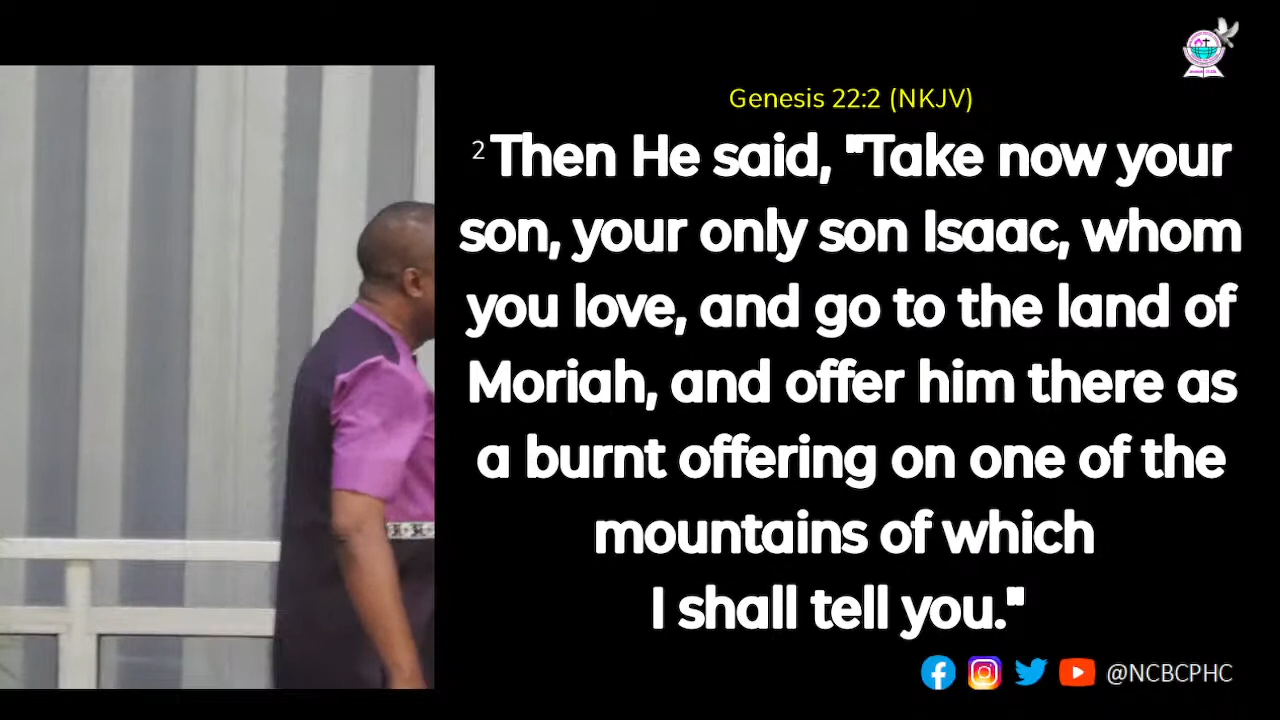 Genesis 22:2 (NKJV)
2 Then He said, "Take now your
son, your only son Isaac, whom
you love, and go to the land of
Moriah, and offer him there as
a burnt offering on one of the
mountains of which
I shall tell you."
@NCBCPHC